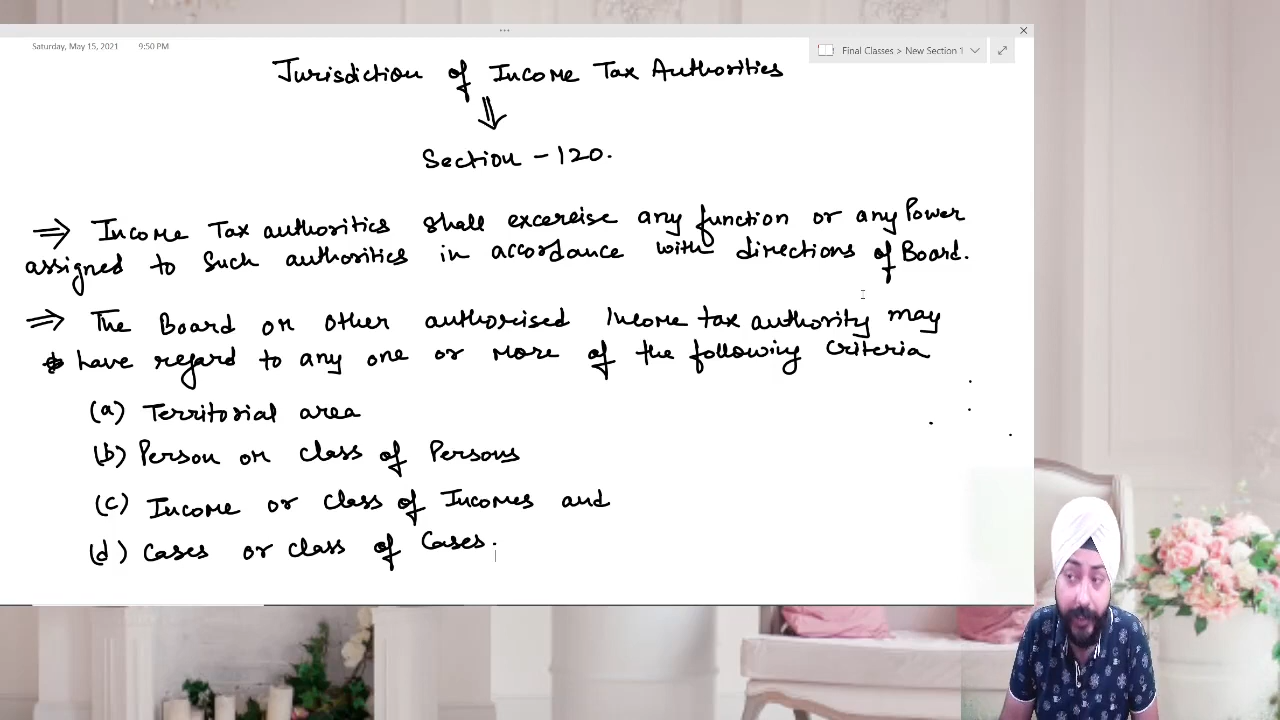 Saturday, May 15, 2021 9:50 PM
Final Classes > New Section 1
Jurisdiction of Income Tax Authorities
Section - 120.
⇒ Income Tax authorities shall excercise any function or any Power
assigned to Such authorities in accordance with directions of Board.
⇒ The Board or other authorised Income tax authority may
have regard to any one or more of the following Criteria
(a) Territorial area
(b) Person or class of Persons
(c) Income or class of Incomes and
(d) Cases or class of Cases.